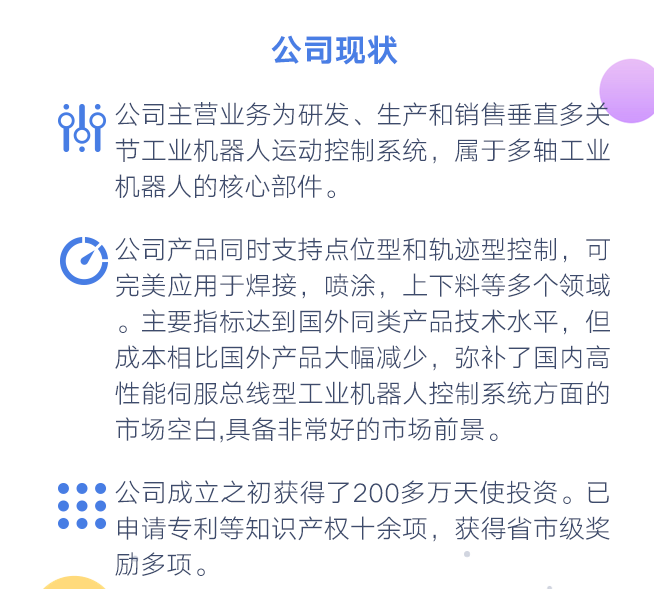 公司现状
公司主营业务为研发、生产和销售垂直多关
节工业机器人运动控制系统，属于多轴工业
机器人的核心部件。
公司产品同时支持点位型和轨迹型控制，可
完美应用于焊接，喷涂，上下料等多个领域
。主要指标达到国外同类产品技术水平，但
成本相比国外产品大幅减少，弥补了国内高
性能伺服总线型工业机器人控制系统方面的
市场空白,具备非常好的市场前景。
公司成立之初获得了200多万天使投资。已
申请专利等知识产权十余项，获得省市级奖
励多项。